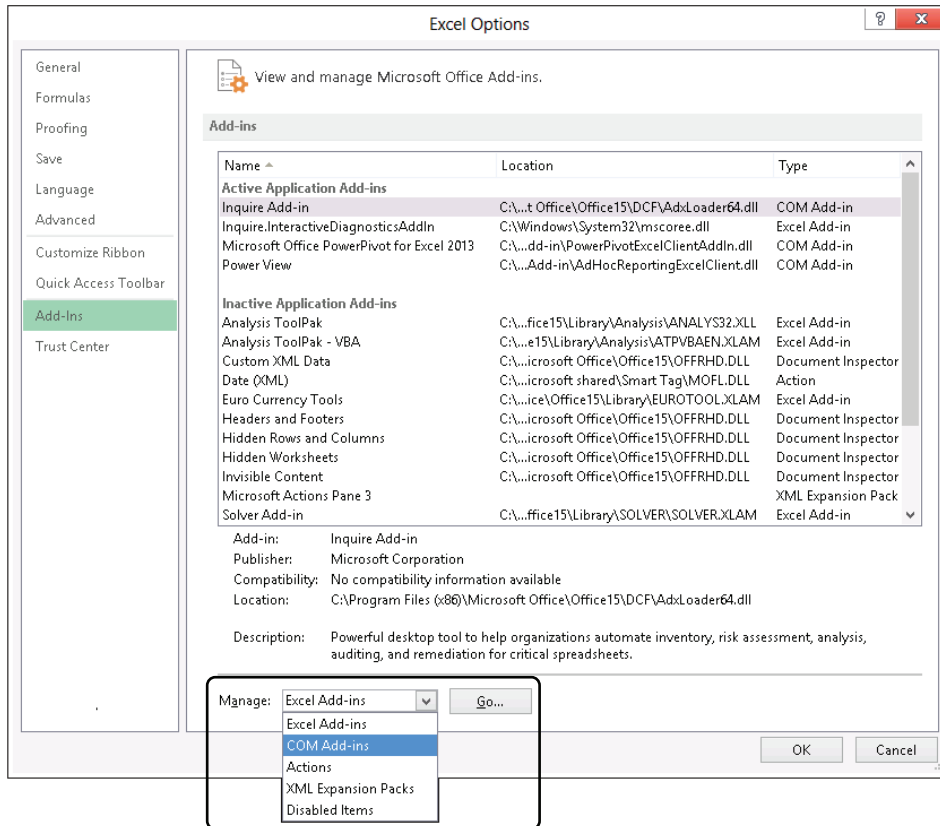 Excel Options
General
Formulas
Proofing
Save
Language
Advanced
Customize Ribbon
Quick Access Toolbar
Add-Ins
Trust Center
View and manage Microsoft Office Add-ins.
Add-ins
Name Location Type
Active Application Add-ins
Inquire Add-in C:\...t Office\Office15\DCF\AdxLoader64.dll COM Add-in
Inquire.InteractiveDiagnosticsAddIn C:\Windows\System32\mscoree.dll Excel Add-in
Microsoft Office PowerPivot for Excel 2013 C:\...dd-in\PowerPivotExcelClientAddIn.dll COM Add-in
Power View C:\...Add-in\AdHocReportingExcelClient.dll COM Add-in
Inactive Application Add-ins
Analysis ToolPak C:\...fice15\Library\Analysis\ANALYS32.XLL Excel Add-in
Analysis ToolPak - VBA C:\...e15\Library\Analysis\ATPVBAEN.XLAM Excel Add-in
Custom XML Data C:\...icrosoft Office\Office15\OFFRHD.DLL Document Inspector
Date (XML) C:\...icrosoft shared\Smart Tag\MOFL.DLL Action
Euro Currency Tools C:\...ice\Office15\Library\EUROTOOL.XLAM Excel Add-in
Headers and Footers C:\...icrosoft Office\Office15\OFFRHD.DLL Document Inspector
Hidden Rows and Columns C:\...icrosoft Office\Office15\OFFRHD.DLL Document Inspector
Hidden Worksheets C:\...icrosoft Office\Office15\OFFRHD.DLL Document Inspector
Invisible Content C:\...icrosoft Office\Office15\OFFRHD.DLL Document Inspector
Microsoft Actions Pane 3 XML Expansion Pack
Solver Add-in C:\...ffice15\Library\SOLVER\SOLVER.XLAM Excel Add-in
Add-in: Inquire Add-in
Publisher: Microsoft Corporation
Compatibility: No compatibility information available
Location: C:\Program Files (x86)\Microsoft Office\Office15\DCF\AdxLoader64.dll
Description: Powerful desktop tool to help organizations automate inventory, risk assessment, analysis,
auditing, and remediation for critical spreadsheets.
Manage: Excel Add-ins Go...
Excel Add-ins
COM Add-ins
Actions
XML Expansion Packs
Disabled Items
OK Cancel